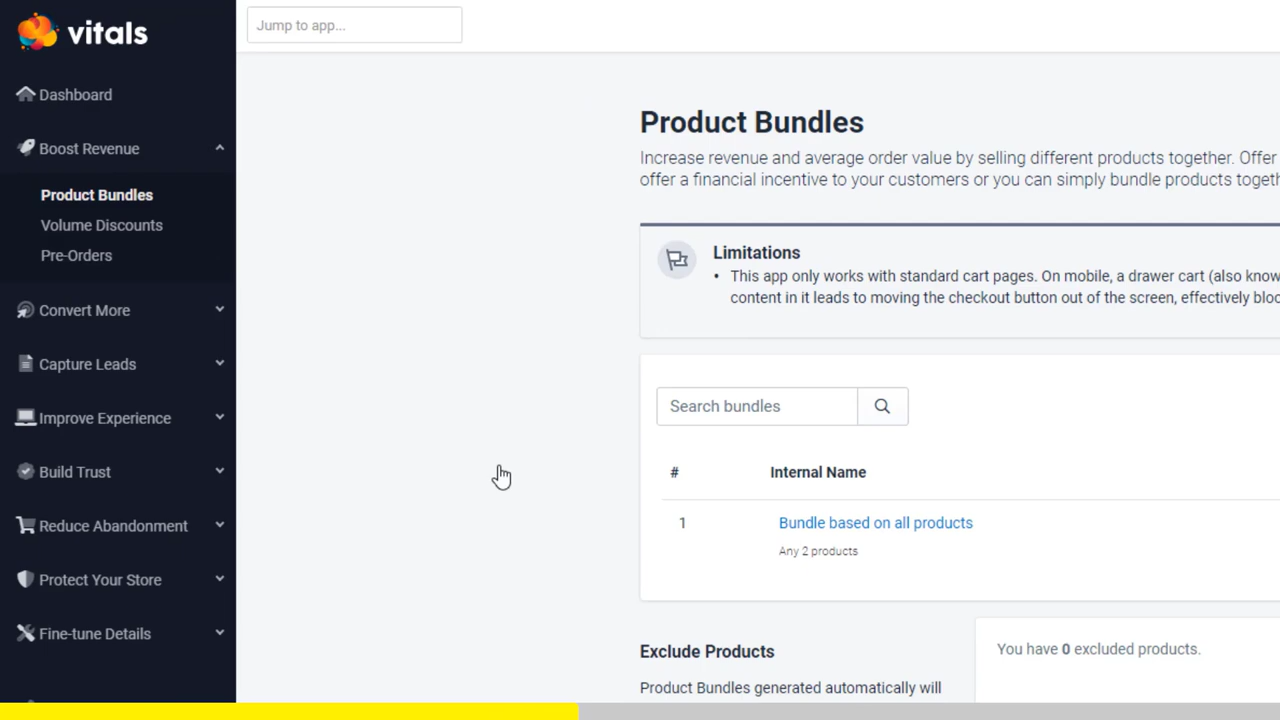 vitals
Jump to app...
Dashboard
Boost Revenue
Product Bundles
Volume Discounts
Pre-Orders
Convert More
Capture Leads
Improve Experience
Build Trust
Reduce Abandonment
Protect Your Store
Fine-tune Details
Product Bundles
Increase revenue and average order value by selling different products together. Offer
offer a financial incentive to your customers or you can simply bundle products
Limitations
• This app only works with standard cart pages. On mobile, a drawer cart (also
content in it leads to moving the checkout button out of the screen, effectively
Search bundles
# Internal Name
1 Bundle based on all products
Any 2 products
Exclude Products
You have 0 excluded products.
Product Bundles generated automatically will